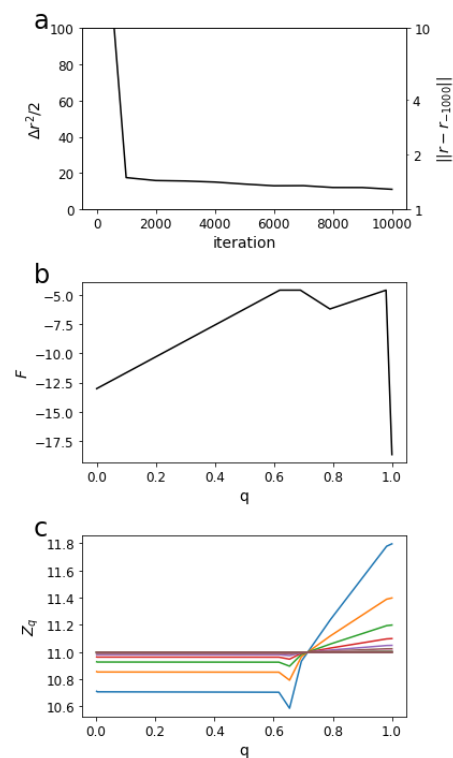 a
100
80
60
40
20
0
Δr²/2
10
4
2
1
||r − r₋₁₀₀₀||
0 2000 4000 6000 8000 10000
iteration
b
−5.0
−7.5
−10.0
−12.5
−15.0
−17.5
F
0.0 0.2 0.4 0.6 0.8 1.0
q
c
11.8
11.6
11.4
11.2
11.0
10.8
10.6
Z_q
0.0 0.2 0.4 0.6 0.8 1.0
q